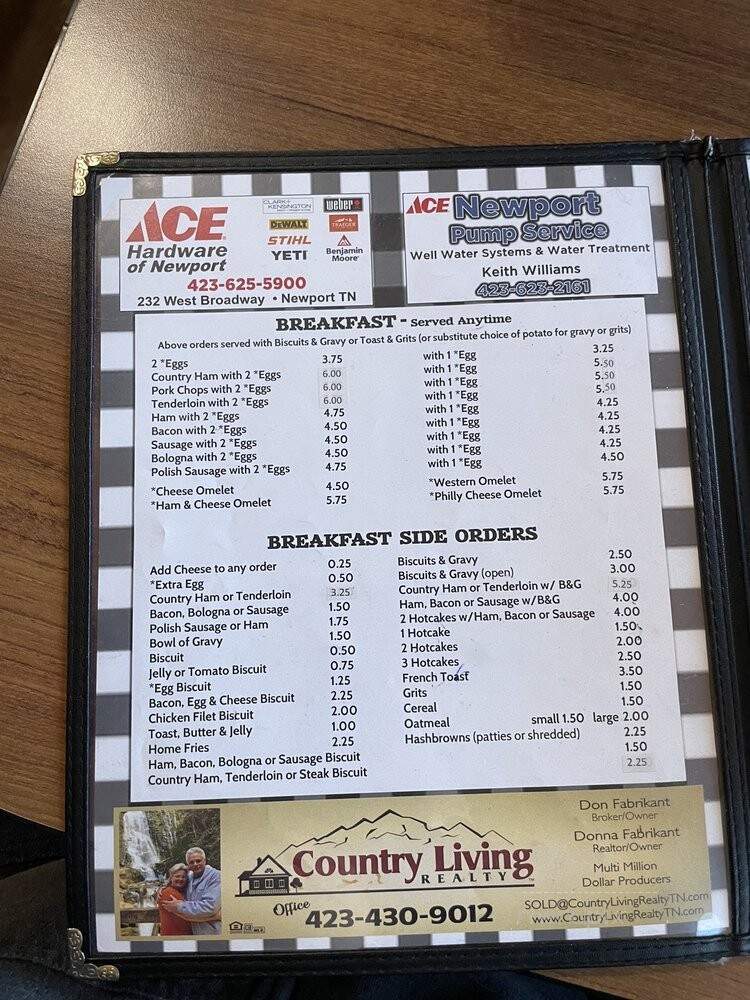 ACE
Hardware
of Newport
CLARK+
KENSINGTON
weber
DEWALT
TRAEGER
STIHL
YETI
Benjamin
Moore
423-625-5900
232 West Broadway • Newport TN
ACE Newport
Pump Service
Well Water Systems & Water Treatment
Keith Williams
423-623-2161
BREAKFAST - Served Anytime
Above orders served with Biscuits & Gravy or Toast & Grits (or substitute choice of potato for gravy or grits)
2 *Eggs 3.75 with 1 *Egg 3.25
Country Ham with 2 *Eggs 6.00 with 1 *Egg 5.50
Pork Chops with 2 *Eggs 6.00 with 1 *Egg 5.50
Tenderloin with 2 *Eggs 6.00 with 1 *Egg 5.50
Ham with 2 *Eggs 4.75 with 1 *Egg 4.25
Bacon with 2 *Eggs 4.50 with 1 *Egg 4.25
Sausage with 2 *Eggs 4.50 with 1 *Egg 4.25
Bologna with 2 *Eggs 4.50 with 1 *Egg 4.25
Polish Sausage with 2 *Eggs 4.75 with 1 *Egg 4.50
*Cheese Omelet 4.50 *Western Omelet 5.75
*Ham & Cheese Omelet 5.75 *Philly Cheese Omelet 5.75
BREAKFAST SIDE ORDERS
Add Cheese to any order 0.25 Biscuits & Gravy 2.50
*Extra Egg 0.50 Biscuits & Gravy (open) 3.00
Country Ham or Tenderloin 3.25 Country Ham or Tenderloin w/ B&G 5.25
Bacon, Bologna or Sausage 1.50 Ham, Bacon or Sausage w/B&G 4.00
Polish Sausage or Ham 1.75 2 Hotcakes w/Ham, Bacon or Sausage 4.00
Bowl of Gravy 1.50 1 Hotcake 1.50
Biscuit 0.50 2 Hotcakes 2.00
Jelly or Tomato Biscuit 0.75 3 Hotcakes 2.50
*Egg Biscuit 1.25 French Toast 3.50
Bacon, Egg & Cheese Biscuit 2.25 Grits 1.50
Chicken Filet Biscuit 2.00 Cereal 1.50
Toast, Butter & Jelly 1.00 Oatmeal small 1.50 large 2.00
Home Fries 2.25 Hashbrowns (patties or shredded) 2.25
Ham, Bacon, Bologna or Sausage Biscuit 1.50
Country Ham, Tenderloin or Steak Biscuit 2.25
Country Living
REALTY
Office 423-430-9012
Don Fabrikant
Broker/Owner
Donna Fabrikant
Realtor/Owner
Multi Million
Dollar Producers
SOLD@CountryLivingRealtyTN.com
www.CountryLivingRealtyTN.com